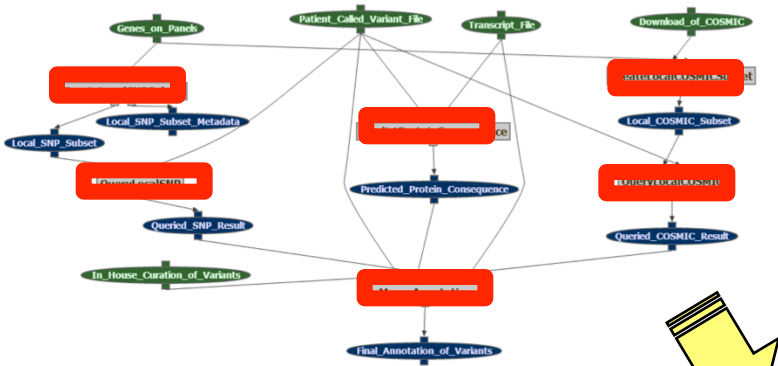 Genes_on_Panels
Patient_Called_Variant_File
Transcript_File
Download_of_COSMIC
Local_SNP_Subset_Metadata
Local_COSMIC_Subset
Local_SNP_Subset
Predicted_Protein_Consequence
Queried_SNP_Result
Queried_COSMIC_Result
In_House_Curation_of_Variants
Final_Annotation_of_Variants